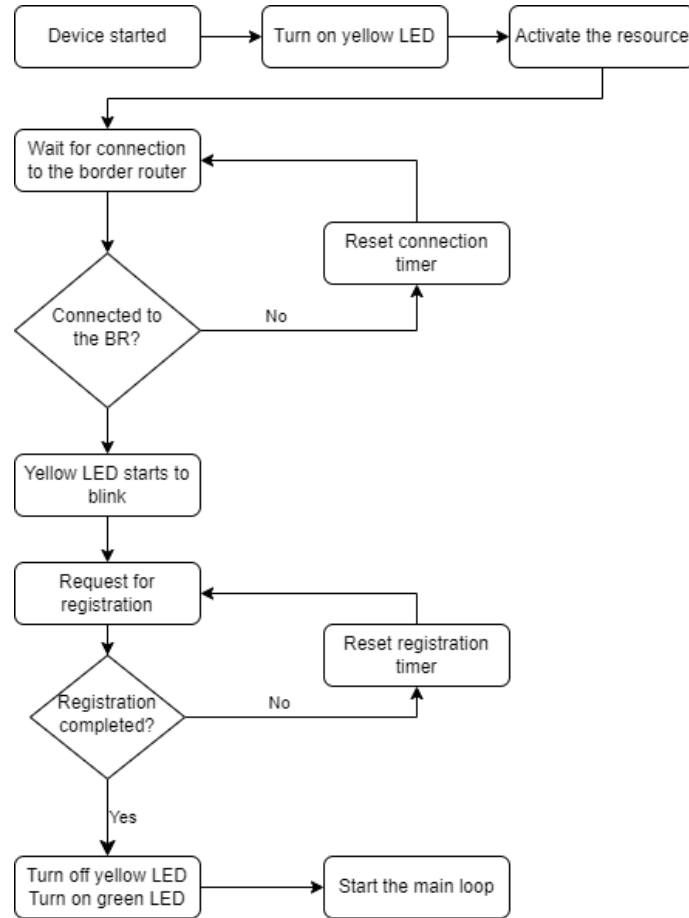 Device started
Turn on yellow LED
Activate the resource
Wait for connection
to the border router
Reset connection
timer
Connected to
the BR?
No
Yellow LED starts to
blink
Request for
registration
Reset registration
timer
Registration
completed?
No
Yes
Turn off yellow LED
Turn on green LED
Start the main loop